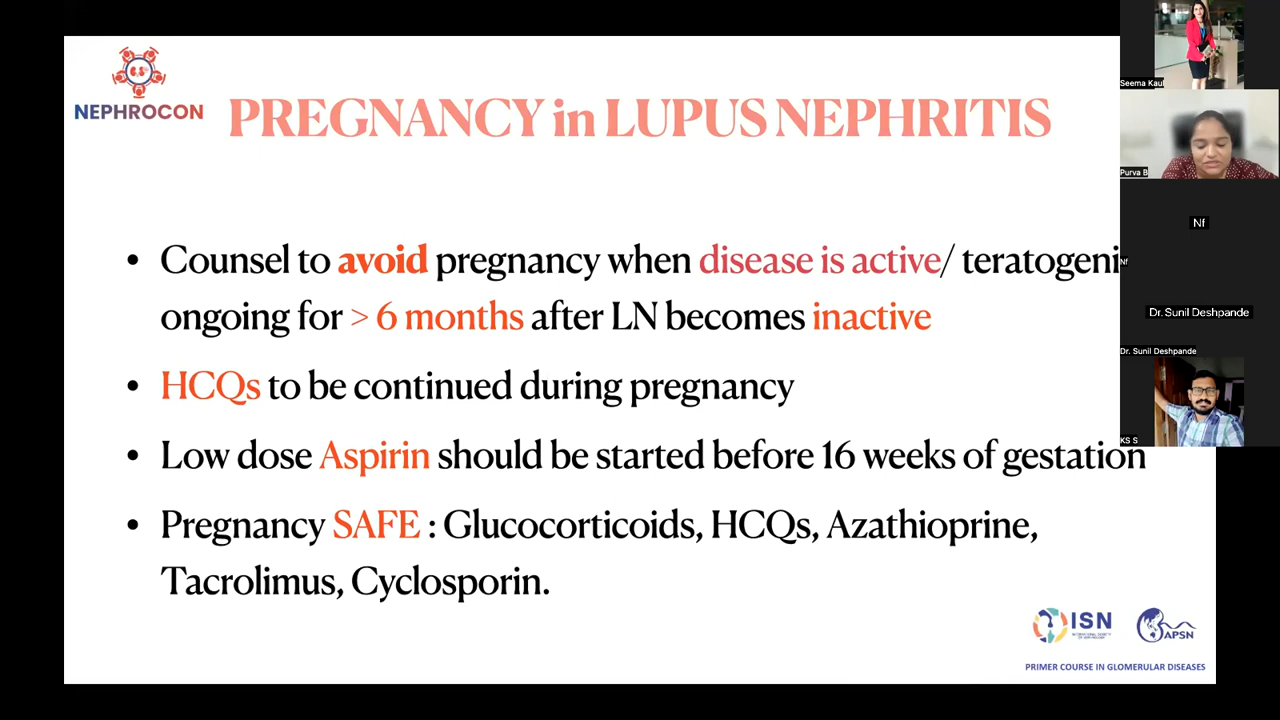 NEPHROCON
PREGNANCY in LUPUS NEPHRITIS
• Counsel to avoid pregnancy when disease is active/ teratogeni
ongoing for > 6 months after LN becomes inactive
• HCQs to be continued during pregnancy
• Low dose Aspirin should be started before 16 weeks of gestation
• Pregnancy SAFE : Glucocorticoids, HCQs, Azathioprine,
Tacrolimus, Cyclosporin.
ISN
APSN
PRIMER COURSE IN GLOMERULAR DISEASES
Seema Kaul
Purva B
Nf
Nf
Dr. Sunil Deshpande
Dr. Sunil Deshpande
KS S